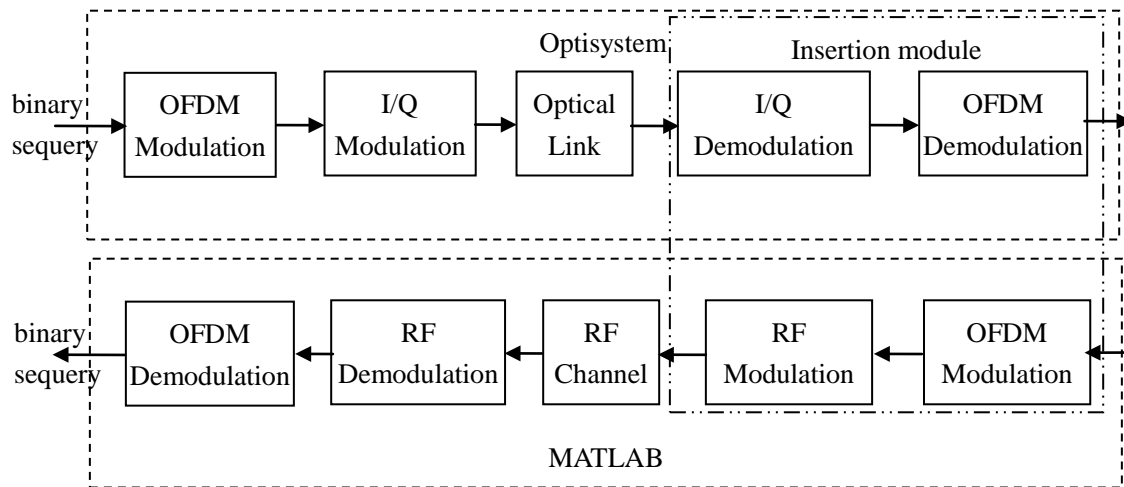 Optisystem
Insertion module
binary
sequery
OFDM
Modulation
I/Q
Modulation
Optical
Link
I/Q
Demodulation
OFDM
Demodulation
binary
sequery
OFDM
Demodulation
RF
Demodulation
RF
Channel
RF
Modulation
OFDM
Modulation
MATLAB